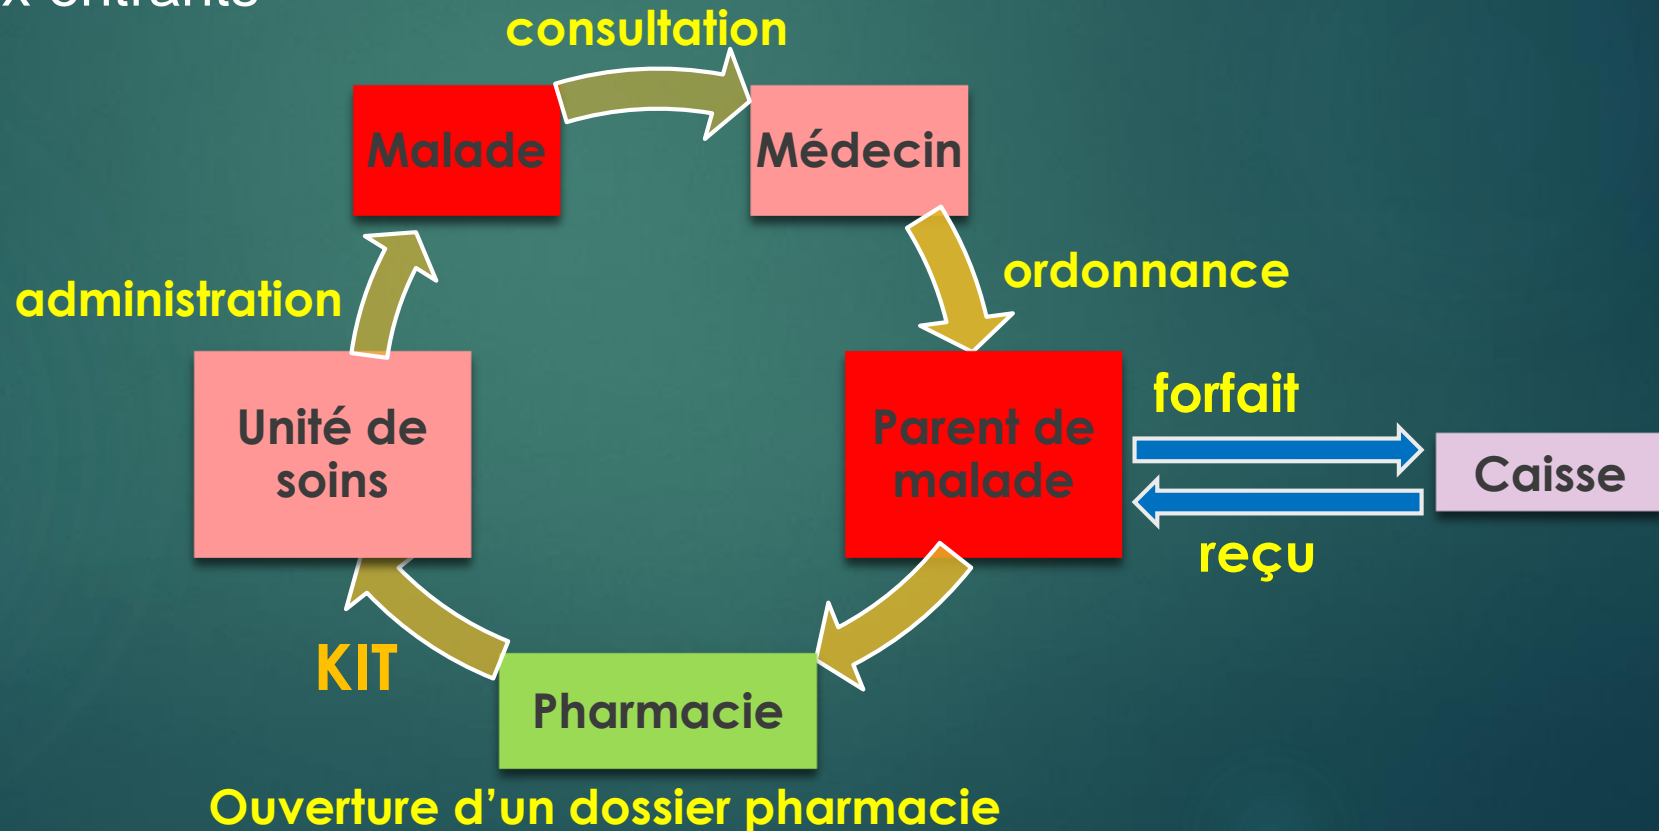 x entrants
consultation
Malade
Médecin
ordonnance
administration
Unité de
soins
Parent de
malade
forfait
Caisse
reçu
KIT
Pharmacie
Ouverture d’un dossier pharmacie